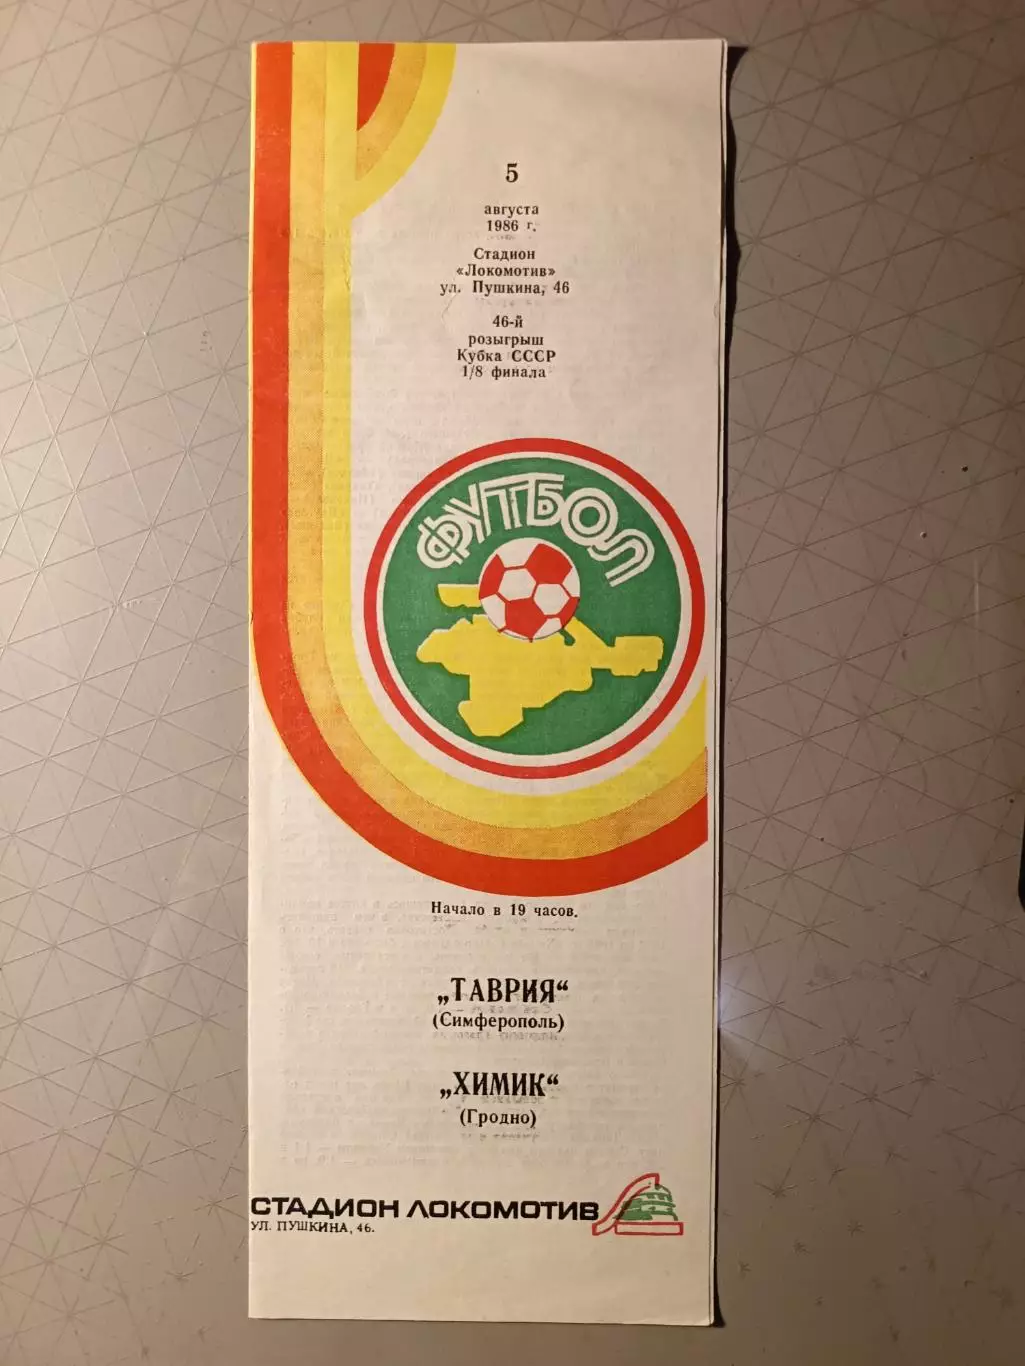 5
августа
1986 г.
Стадион
«Локомотив»
ул. Пушкина, 46
46-й
розыгрыш
Кубка СССР
1/8 финала
ФУТБОЛ
Начало в 19 часов.
„ТАВРИЯ“
(Симферополь)
„ХИМИК“
(Гродно)
СТАДИОН ЛОКОМОТИВ
УЛ. ПУШКИНА, 46.